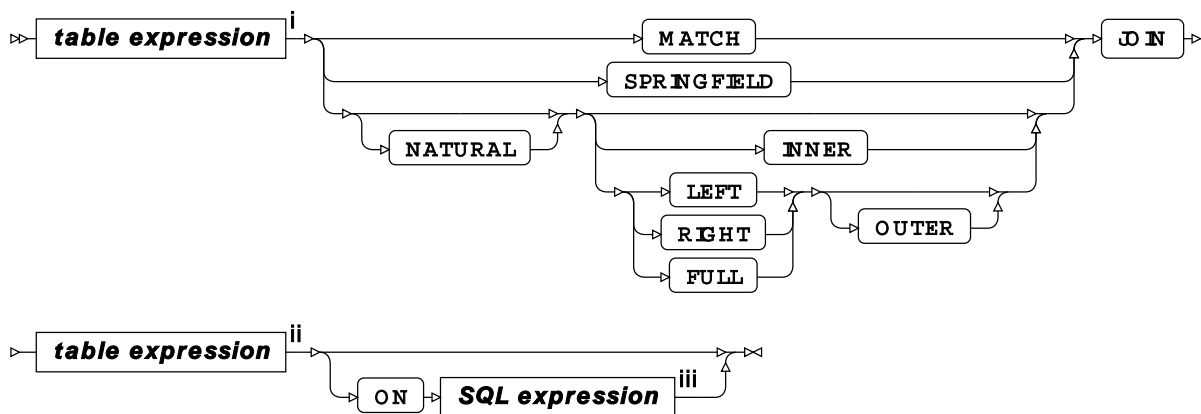 table expression i MATCH JOIN
SPRINGFIELD
NATURAL INNER
LEFT
RIGHT OUTER
FULL
table expression ii
ON SQL expression iii